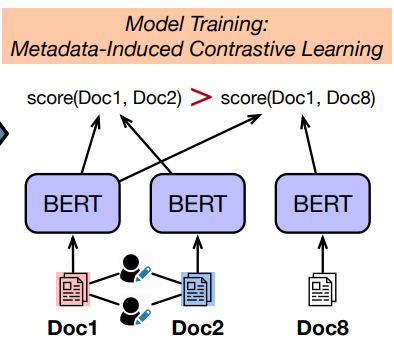 Model Training:
Metadata-Induced Contrastive Learning
score(Doc1, Doc2) > score(Doc1, Doc8)
BERT BERT BERT
Doc1 Doc2 Doc8